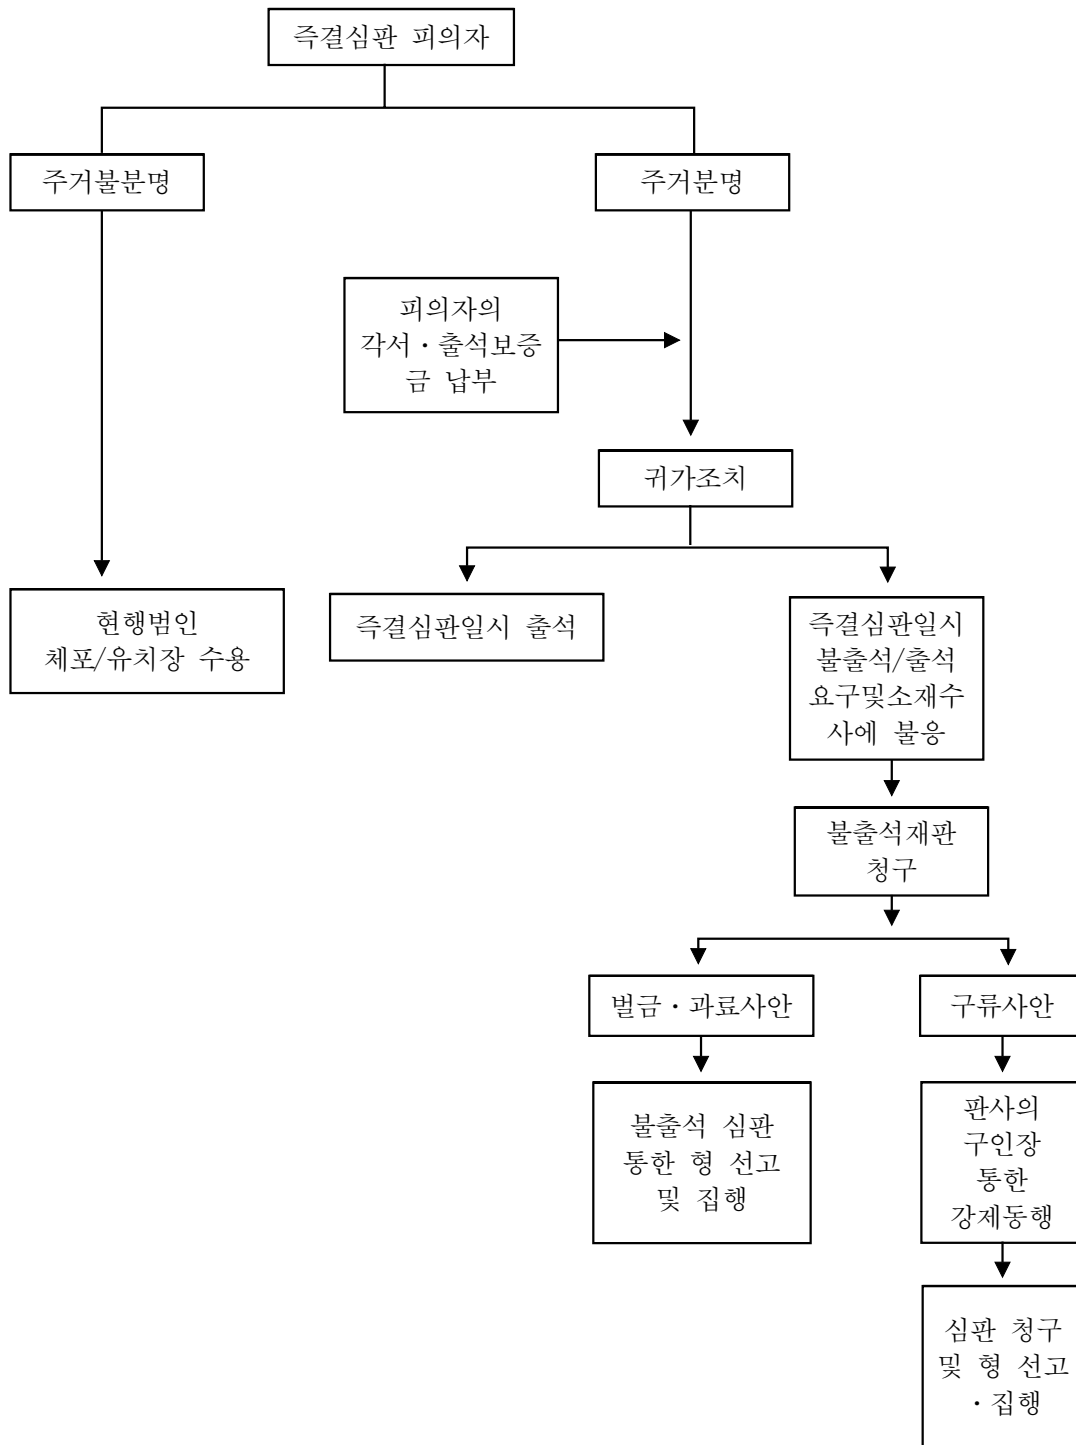 즉결심판 피의자
주거불분명
주거분명
피의자의
각서·출석보증
금 납부
귀가조치
현행범인
체포/유치장 수용
즉결심판일시 출석
즉결심판일시
불출석/출석
요구및소재수
사에 불응
불출석재판
청구
벌금·과료사안
구류사안
불출석 심판
통한 형 선고
및 집행
판사의
구인장
통한
강제동행
심판 청구
및 형 선고
·집행